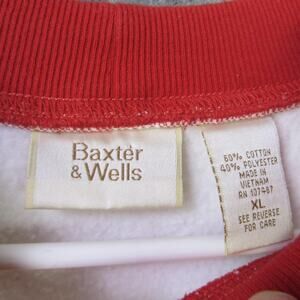 Baxter
& Wells
60% COTTON
40% POLYESTER
MADE IN
VIETNAM
RN 107487
XL
SEE REVERSE
FOR CARE